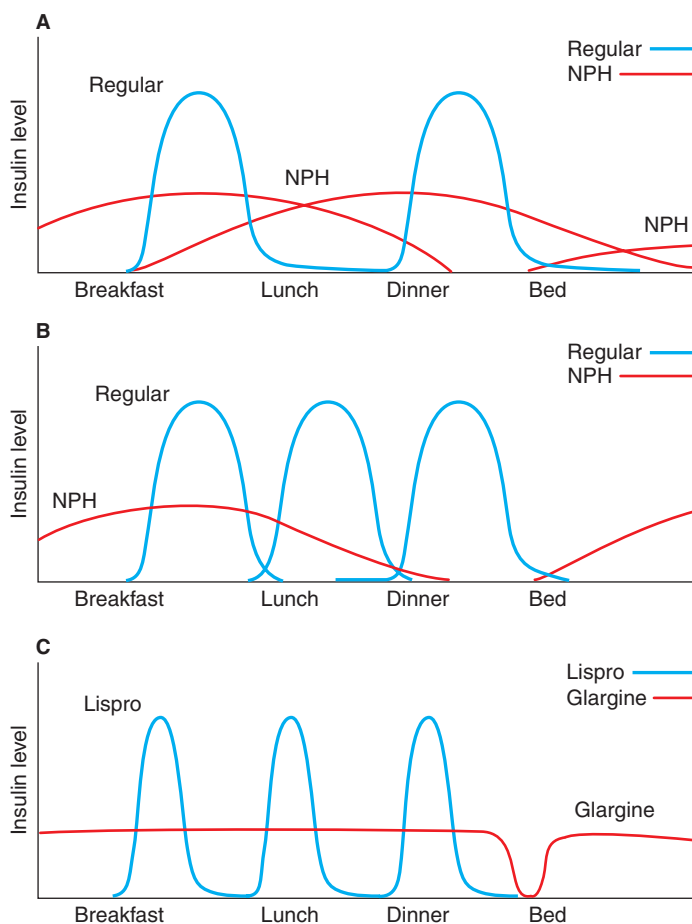 A
Regular
NPH
Regular
NPH
NPH
Insulin level
Breakfast Lunch Dinner Bed
B
Regular
NPH
Regular
NPH
Insulin level
Breakfast Lunch Dinner Bed
C
Lispro
Glargine
Lispro
Glargine
Insulin level
Breakfast Lunch Dinner Bed